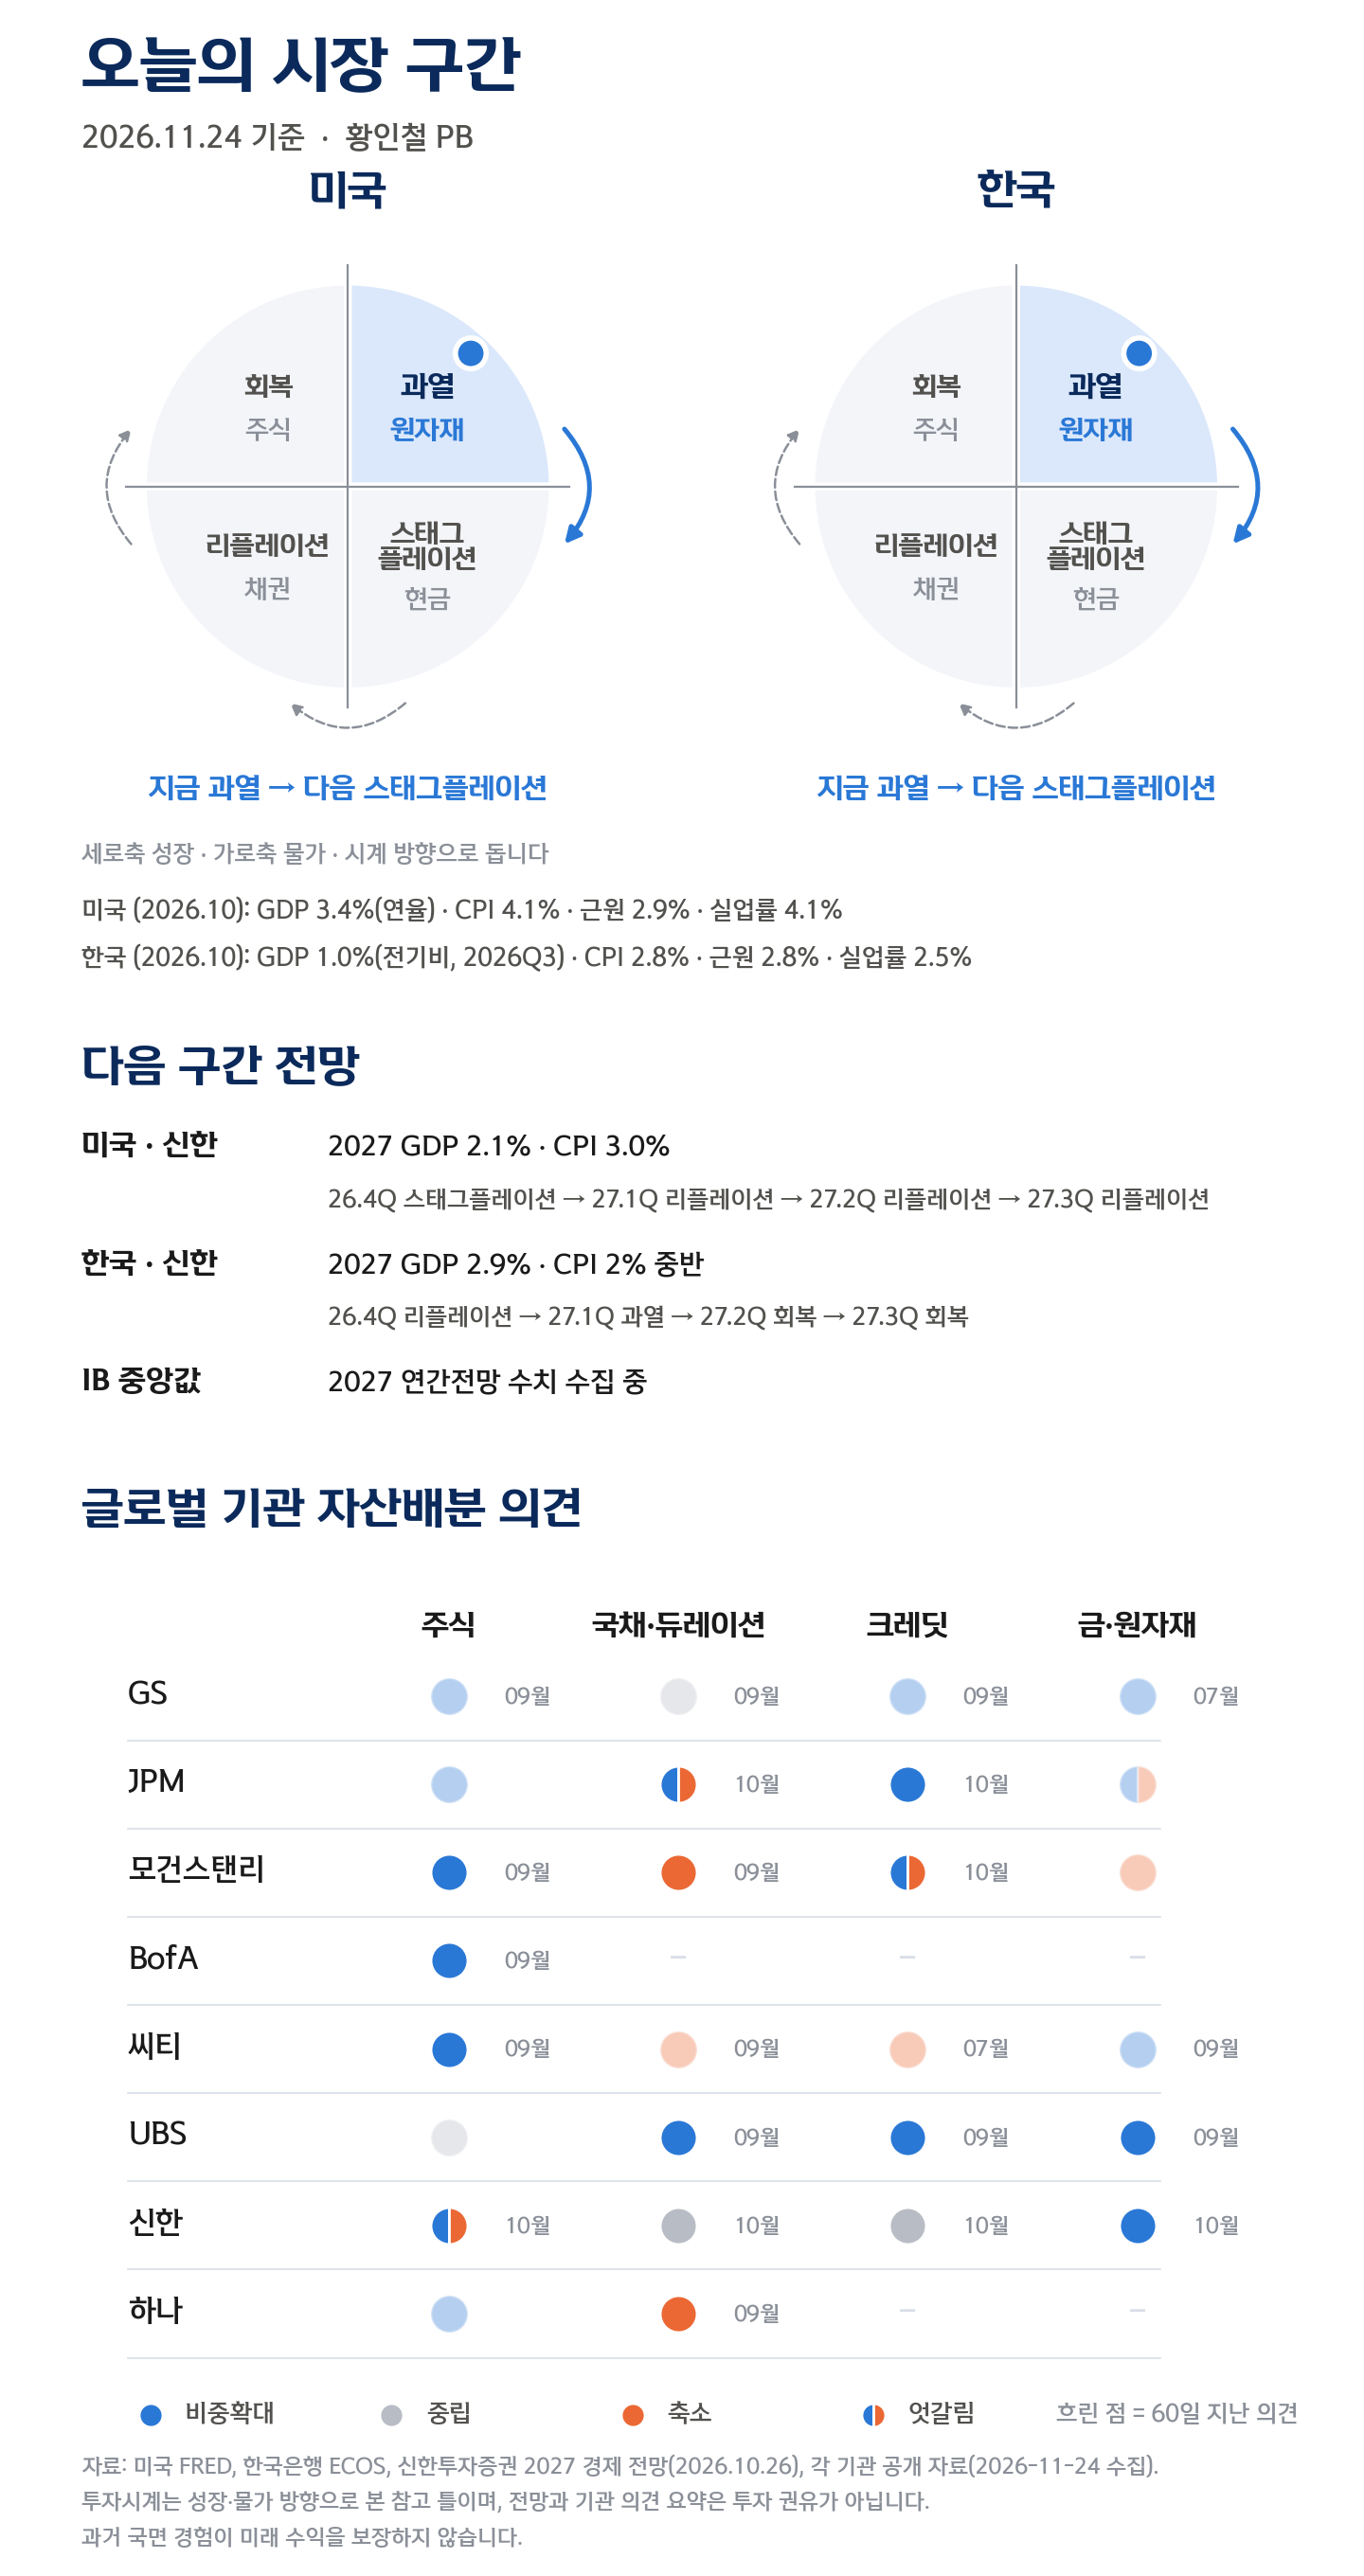 오늘의 시장 구간
2026.11.24 기준 · 황인철 PB
미국
회복
주식
과열
원자재
리플레이션
채권
스태그
플레이션
현금
지금 과열 → 다음 스태그플레이션
한국
회복
주식
과열
원자재
리플레이션
채권
스태그
플레이션
현금
지금 과열 → 다음 스태그플레이션
세로축 성장 · 가로축 물가 · 시계 방향으로 돕니다
미국 (2026.10): GDP 3.4%(연율) · CPI 4.1% · 근원 2.9% · 실업률 4.1%
한국 (2026.10): GDP 1.0%(전기비, 2026Q3) · CPI 2.8% · 근원 2.8% · 실업률 2.5%
다음 구간 전망
미국 · 신한 2027 GDP 2.1% · CPI 3.0%
26.4Q 스태그플레이션 → 27.1Q 리플레이션 → 27.2Q 리플레이션 → 27.3Q 리플레이션
한국 · 신한 2027 GDP 2.9% · CPI 2% 중반
26.4Q 리플레이션 → 27.1Q 과열 → 27.2Q 회복 → 27.3Q 회복
IB 중앙값 2027 연간전망 수치 수집 중
글로벌 기관 자산배분 의견
주식 국채·듀레이션 크레딧 금·원자재
GS 09월 09월 09월 07월
JPM 10월 10월
모건스탠리 09월 09월 10월
BofA 09월 – – –
씨티 09월 09월 07월 09월
UBS 09월 09월 09월
신한 10월 10월 10월 10월
하나 09월 – –
비중확대 중립 축소 엇갈림 흐린 점 = 60일 지난 의견
자료: 미국 FRED, 한국은행 ECOS, 신한투자증권 2027 경제 전망(2026.10.26), 각 기관 공개 자료(2026-11-24 수집).
투자시계는 성장·물가 방향으로 본 참고 틀이며, 전망과 기관 의견 요약은 투자 권유가 아닙니다.
과거 국면 경험이 미래 수익을 보장하지 않습니다.